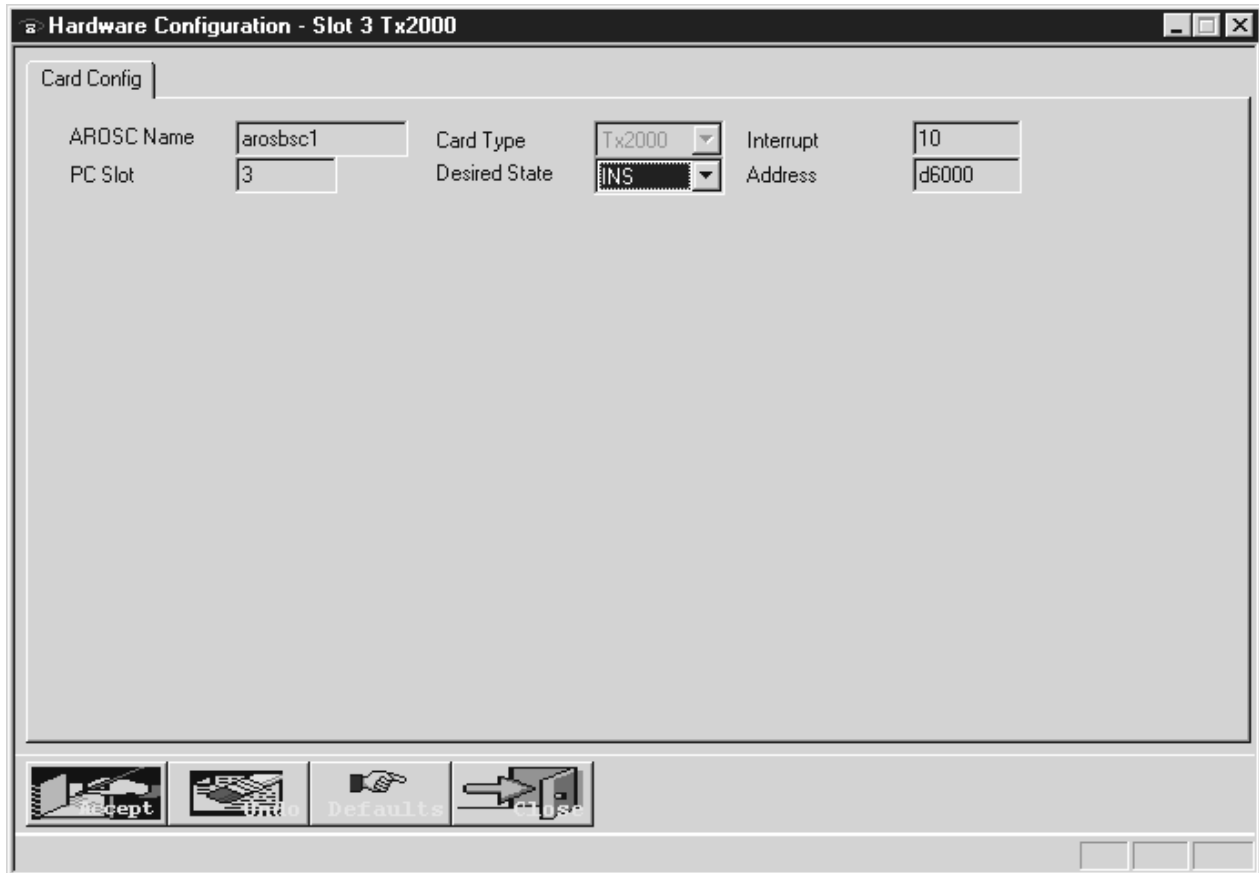 Hardware Configuration - Slot 3 Tx2000
Card Config
AROSC Name arosbsc1 Card Type Tx2000 Interrupt 10
PC Slot 3 Desired State INS Address d6000
Accept Undo Defaults Close